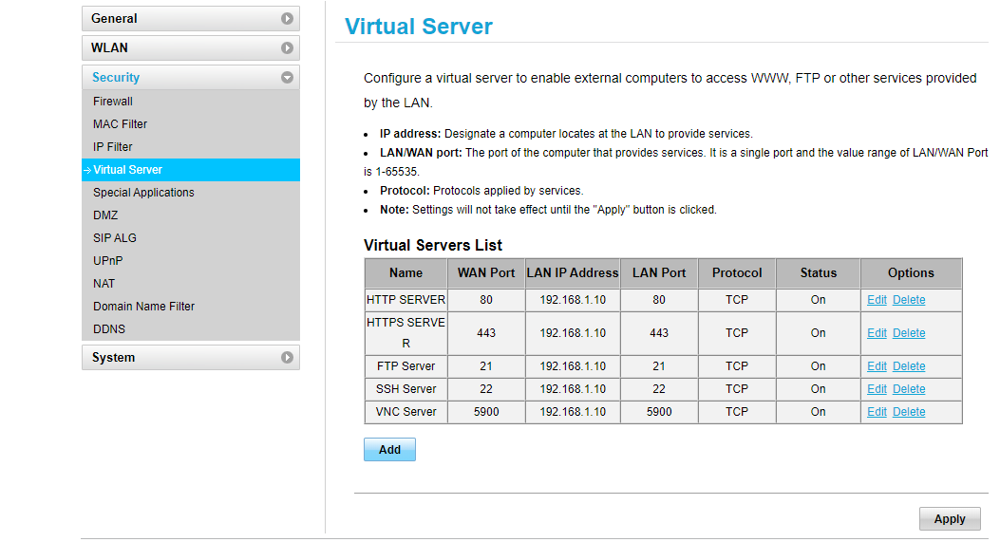 General
WLAN
Security
Firewall
MAC Filter
IP Filter
Virtual Server
Special Applications
DMZ
SIP ALG
UPnP
NAT
Domain Name Filter
DDNS
System
Virtual Server
Configure a virtual server to enable external computers to access WWW, FTP or other services provided
by the LAN.
IP address: Designate a computer locates at the LAN to provide services.
LAN/WAN port: The port of the computer that provides services. It is a single port and the value range of LAN/WAN Port
is 1-65535.
Protocol: Protocols applied by services.
Note: Settings will not take effect until the "Apply" button is clicked.
Virtual Servers List
Name WAN Port LAN IP Address LAN Port Protocol Status Options
HTTP SERVER 80 192.168.1.10 80 TCP On Edit Delete
HTTPS SERVE
R 443 192.168.1.10 443 TCP On Edit Delete
FTP Server 21 192.168.1.10 21 TCP On Edit Delete
SSH Server 22 192.168.1.10 22 TCP On Edit Delete
VNC Server 5900 192.168.1.10 5900 TCP On Edit Delete
Add
Apply